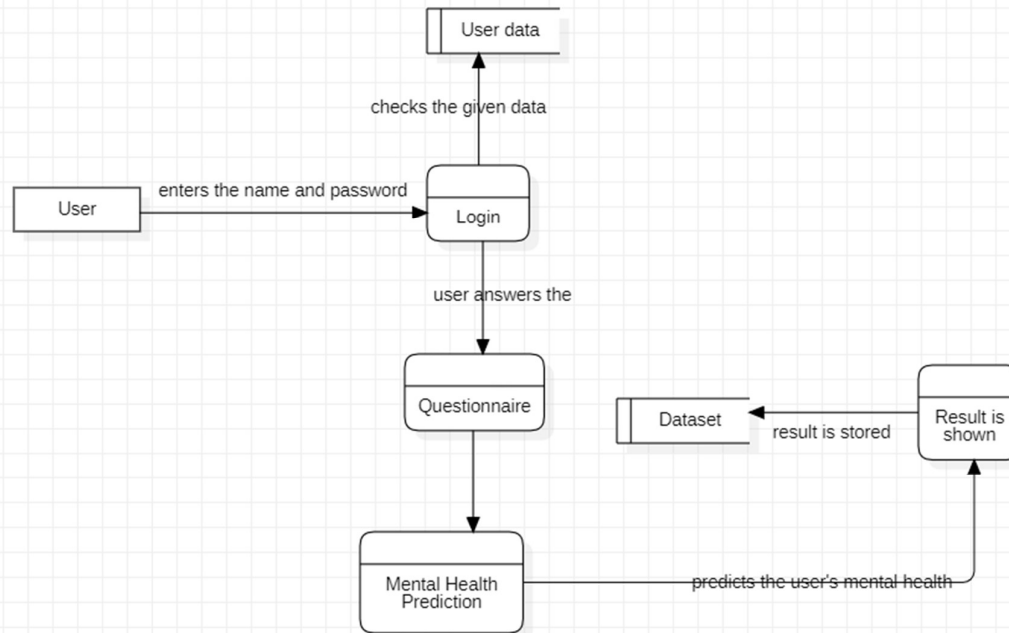 User data
checks the given data
enters the name and password
User
Login
user answers the
Questionnaire
Dataset
result is stored
Result is
shown
Mental Health
Prediction
predicts the user's mental health